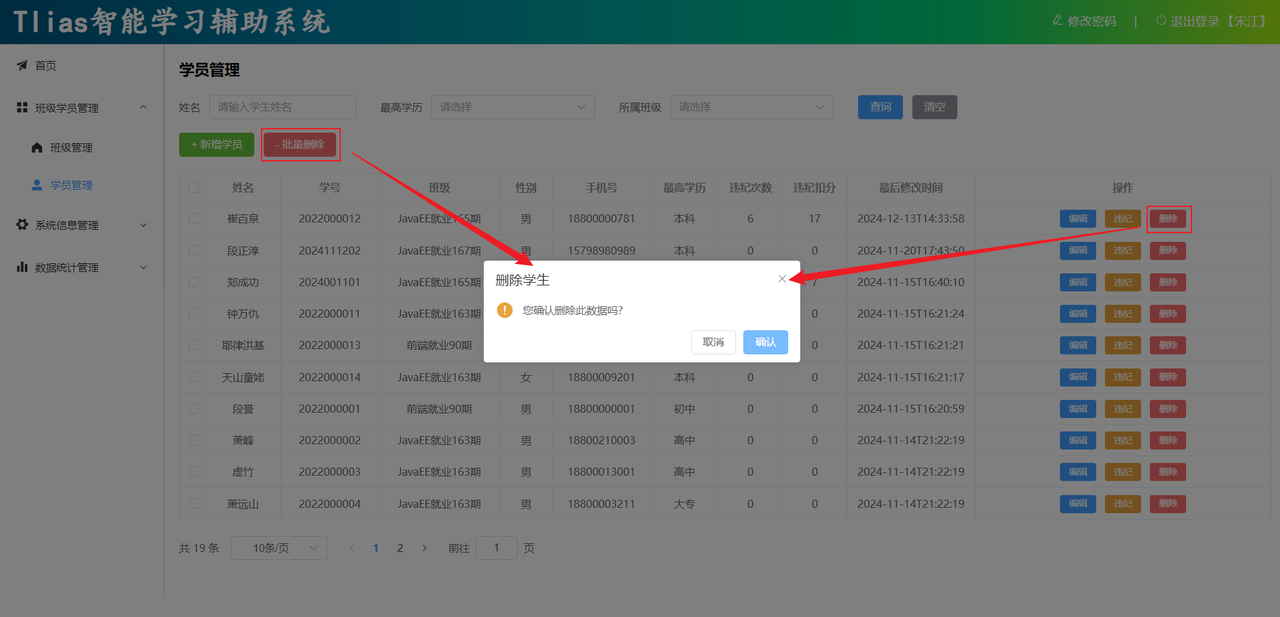 Tlias智能学习辅助系统 修改密码 | 退出登录 【宋江】
首页
班级学员管理
班级管理
学员管理
系统信息管理
数据统计管理
学员管理
姓名 请输入学生姓名 最高学历 请选择 所属班级 请选择 查询 清空
+ 新增学员 - 批量删除
姓名 学号 班级 性别 手机号 最高学历 违纪次数 违纪扣分 最后修改时间 操作
崔百泉 2022000012 JavaEE就业165期 男 18800000781 本科 6 17 2024-12-13T14:33:58 编辑 违纪 删除
段正淳 2024111202 JavaEE就业167期 男 15798980989 本科 0 0 2024-11-20T17:43:50 编辑 违纪 删除
郑成功 2024001101 JavaEE就业165期 7 2024-11-15T16:40:10 编辑 违纪 删除
钟万仇 2022000011 JavaEE就业163期 0 2024-11-15T16:21:24 编辑 违纪 删除
耶律洪基 2022000013 前端就业90期 0 2024-11-15T16:21:21 编辑 违纪 删除
天山童姥 2022000014 JavaEE就业163期 女 18800009201 本科 0 0 2024-11-15T16:21:17 编辑 违纪 删除
段誉 2022000001 前端就业90期 男 18800000001 初中 0 0 2024-11-15T16:20:59 编辑 违纪 删除
萧峰 2022000002 JavaEE就业163期 男 18800210003 高中 0 0 2024-11-14T21:22:19 编辑 违纪 删除
虚竹 2022000003 JavaEE就业163期 男 18800013001 高中 0 0 2024-11-14T21:22:19 编辑 违纪 删除
萧远山 2022000004 JavaEE就业163期 男 18800003211 大专 0 0 2024-11-14T21:22:19 编辑 违纪 删除
删除学生
您确认删除此数据吗?
取消 确认
共 19 条 10条/页 1 2 前往 1 页